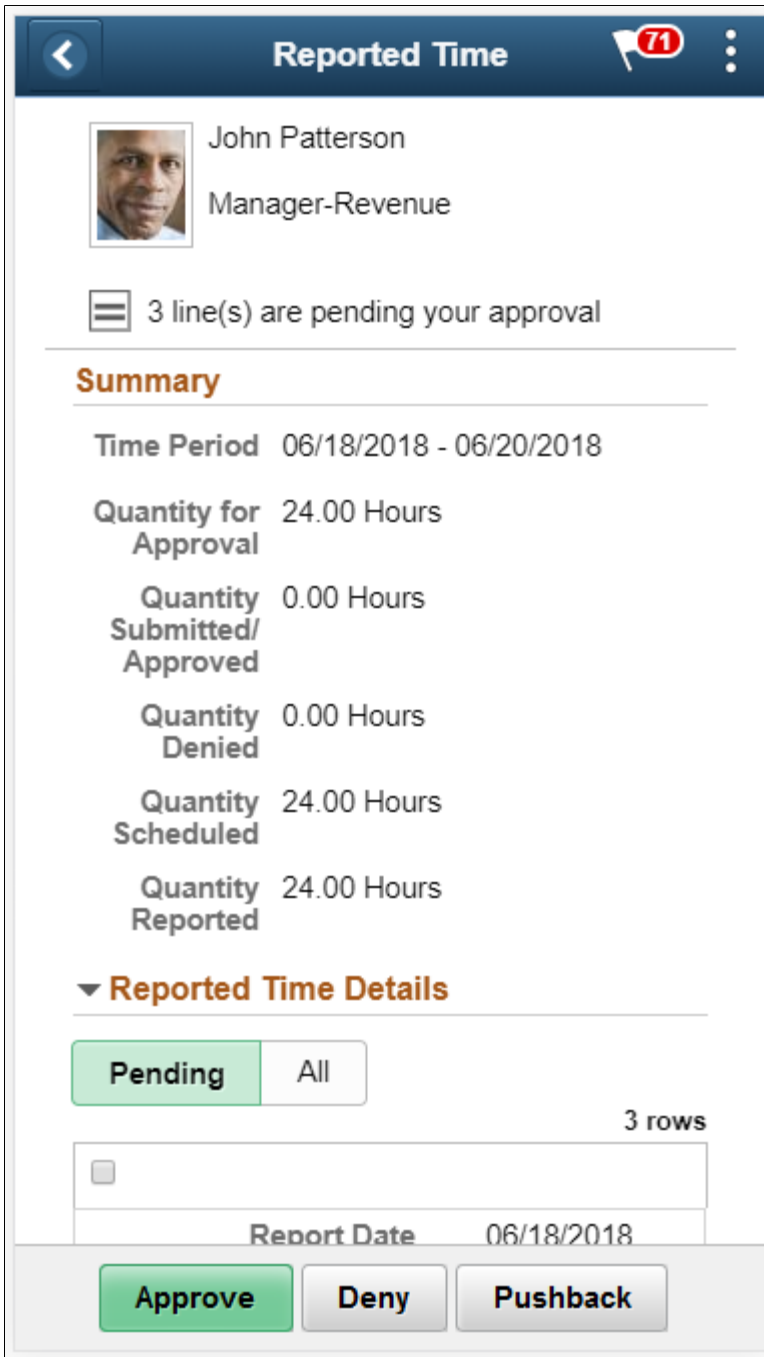 Reported Time
71
John Patterson
Manager-Revenue
3 line(s) are pending your approval
Summary
Time Period 06/18/2018 - 06/20/2018
Quantity for 24.00 Hours
Approval
Quantity 0.00 Hours
Submitted/
Approved
Quantity 0.00 Hours
Denied
Quantity 24.00 Hours
Scheduled
Quantity 24.00 Hours
Reported
Reported Time Details
Pending All
3 rows
Report Date 06/18/2018
Approve Deny Pushback